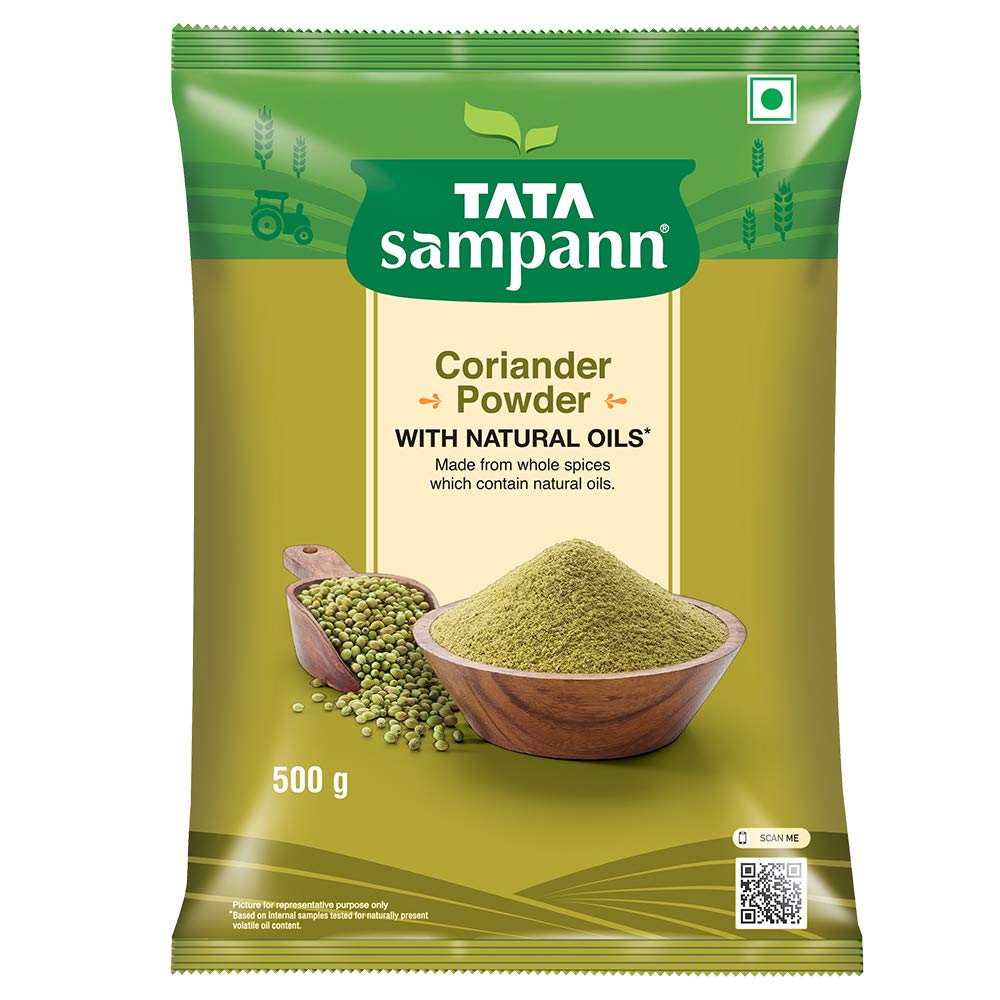 TATA
sampann®
Coriander
Powder
WITH NATURAL OILS*
Made from whole spices
which contain natural oils.
500 g
SCAN ME
Picture for representative purpose only
*Based on internal samples tested for naturally present
volatile oil content.